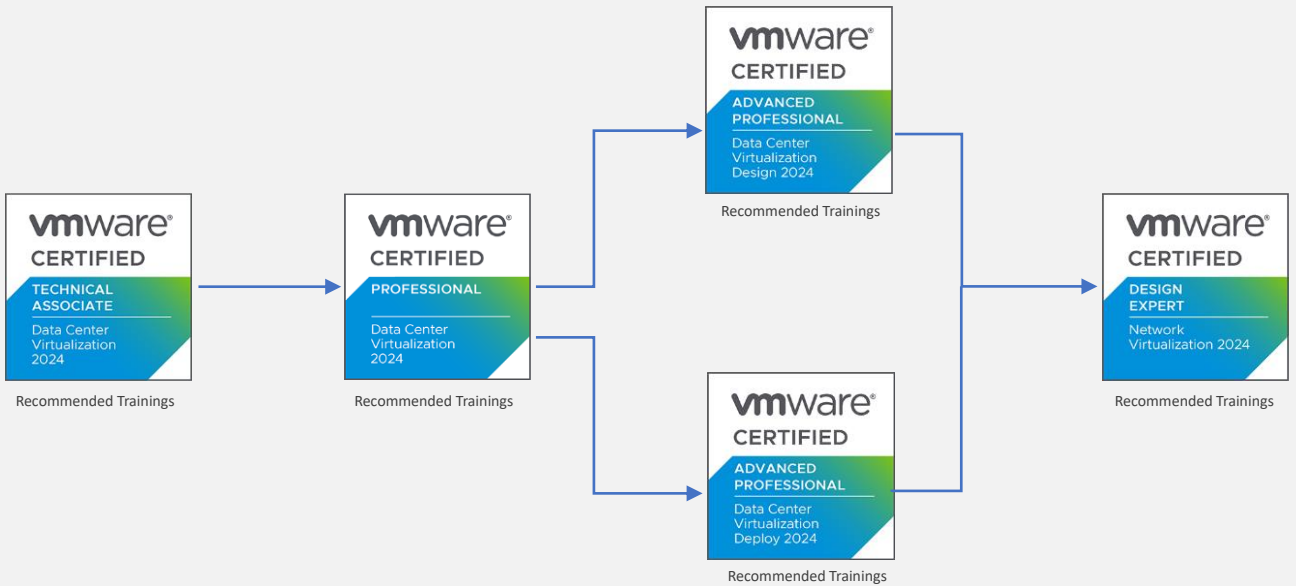 vmware®
CERTIFIED
TECHNICAL
ASSOCIATE
Data Center
Virtualization
2024
Recommended Trainings
vmware®
CERTIFIED
PROFESSIONAL
Data Center
Virtualization
2024
Recommended Trainings
vmware®
CERTIFIED
ADVANCED
PROFESSIONAL
Data Center
Virtualization
Design 2024
Recommended Trainings
vmware®
CERTIFIED
ADVANCED
PROFESSIONAL
Data Center
Virtualization
Deploy 2024
Recommended Trainings
vmware®
CERTIFIED
DESIGN
EXPERT
Network
Virtualization 2024
Recommended Trainings